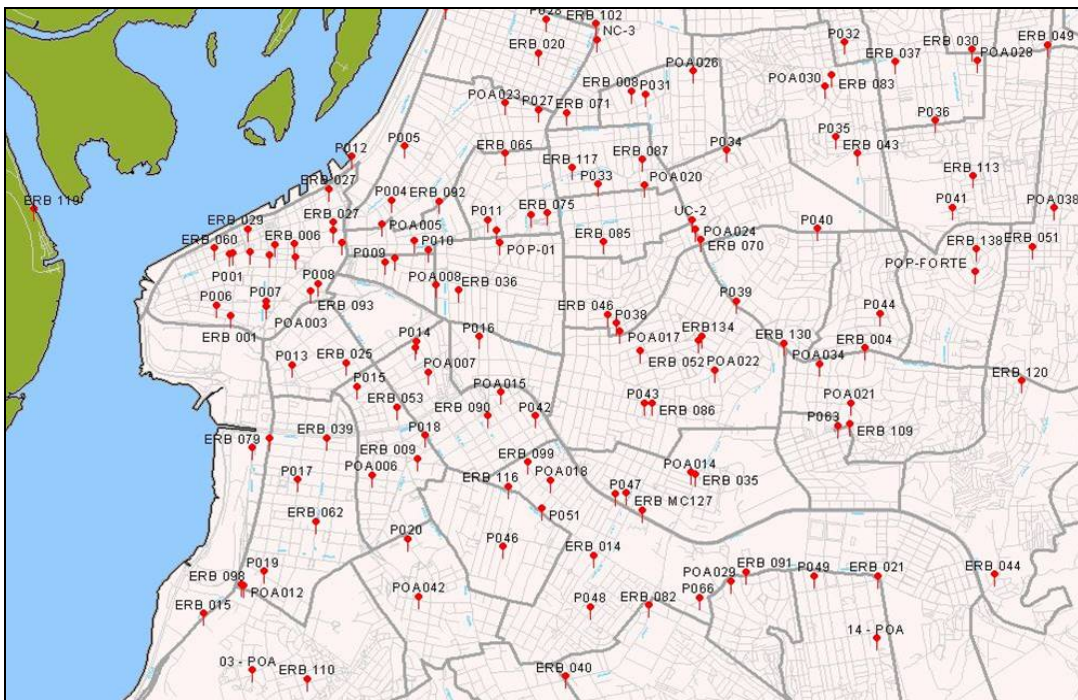 P028
ERB 102
NC-3
P032
ERB 030
ERB 049
ERB 020
POA026
ERB 037
POA028
ERB 008
P031
POA030
ERB 083
POA023
P027
ERB 071
P036
P005
P034
P035
ERB 043
P012
ERB 065
ERB 117
ERB 087
ERB 113
ERB 027
P004
ERB 092
P033
POA020
P041
POA038
ERB 119
ERB 029
ERB 027
POA005
P011
ERB 075
UC-2
POA024
P040
ERB 060
ERB 006
P010
POP-01
ERB 085
ERB 070
ERB 138
ERB 051
P001
P009
POP-FORTE
P008
POA008
ERB 036
P006
P007
ERB 093
P039
ERB 001
POA003
ERB 046
P038
P044
P014
P016
POA017
ERB134
ERB 130
ERB 004
P013
ERB 025
POA007
ERB 052
POA022
POA034
P015
POA015
ERB 120
ERB 053
ERB 090
P042
P043
ERB 086
POA021
P063
ERB 109
ERB 079
ERB 039
P018
ERB 009
ERB 099
P017
POA006
ERB 116
POA018
POA014
ERB 035
P047
ERB MC127
ERB 062
P051
P020
P046
ERB 014
P019
ERB 098
POA012
POA042
POA029
ERB 091
P049
ERB 021
ERB 044
ERB 015
P048
ERB 082
P066
14 - POA
03 - POA
ERB 110
ERB 040